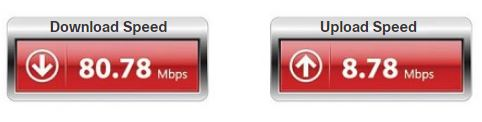 Download Speed
80.78 Mbps
Upload Speed
8.78 Mbps